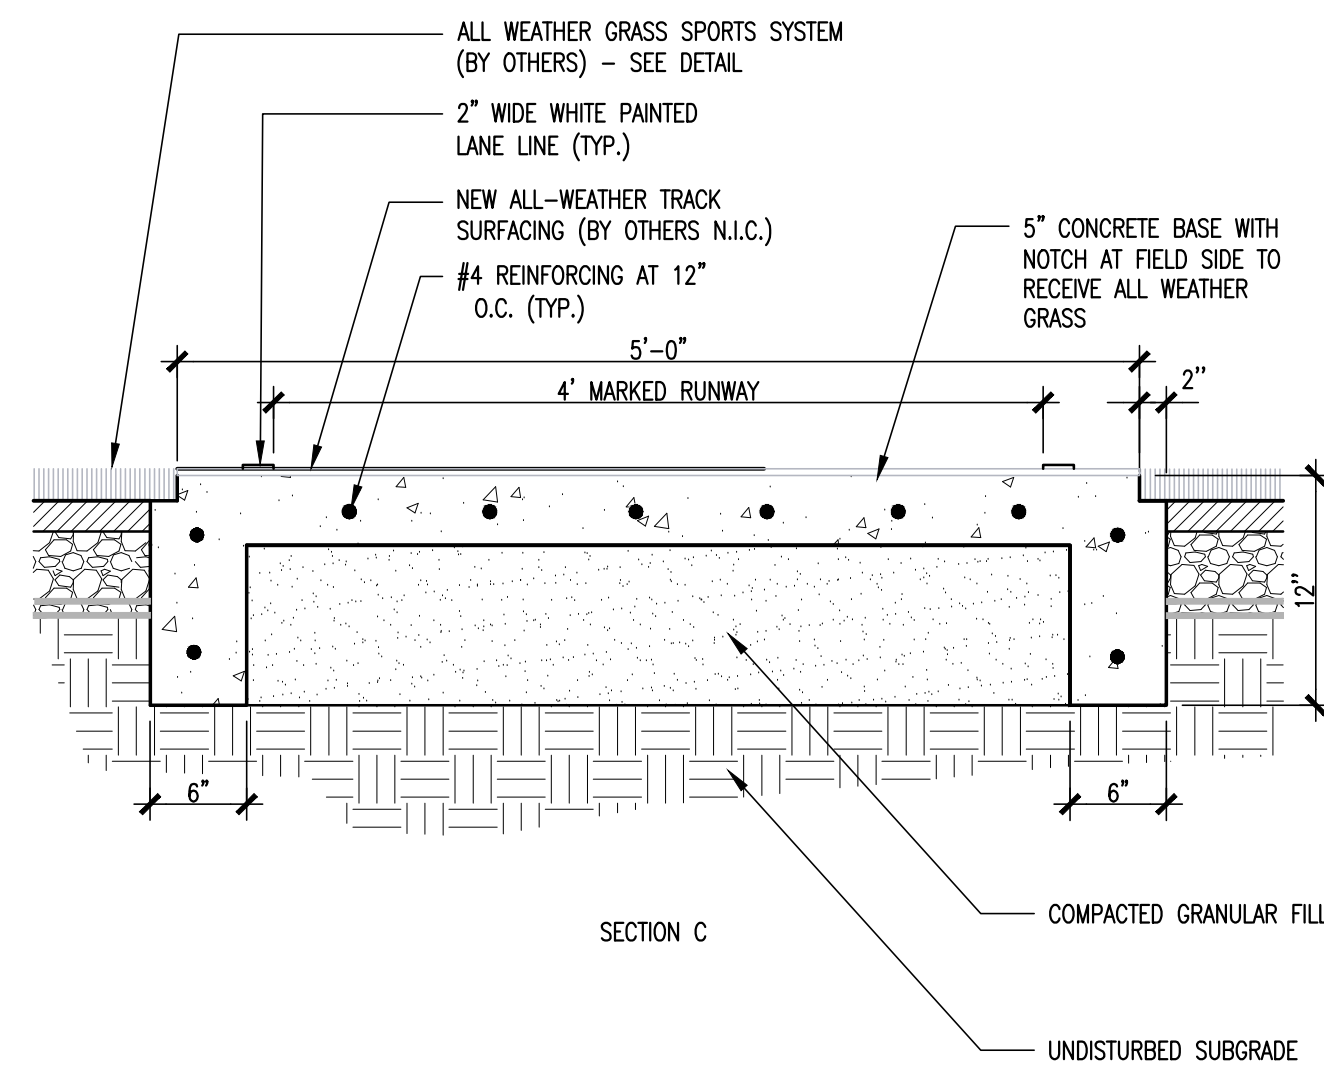 ALL WEATHER GRASS SPORTS SYSTEM
(BY OTHERS) – SEE DETAIL
2" WIDE WHITE PAINTED
LANE LINE (TYP.)
NEW ALL–WEATHER TRACK
SURFACING (BY OTHERS N.I.C.)
#4 REINFORCING AT 12"
O.C. (TYP.)
5" CONCRETE BASE WITH
NOTCH AT FIELD SIDE TO
RECEIVE ALL WEATHER
GRASS
5'-0"
4' MARKED RUNWAY
2"
12"
6"
6"
COMPACTED GRANULAR FILL
SECTION C
UNDISTURBED SUBGRADE